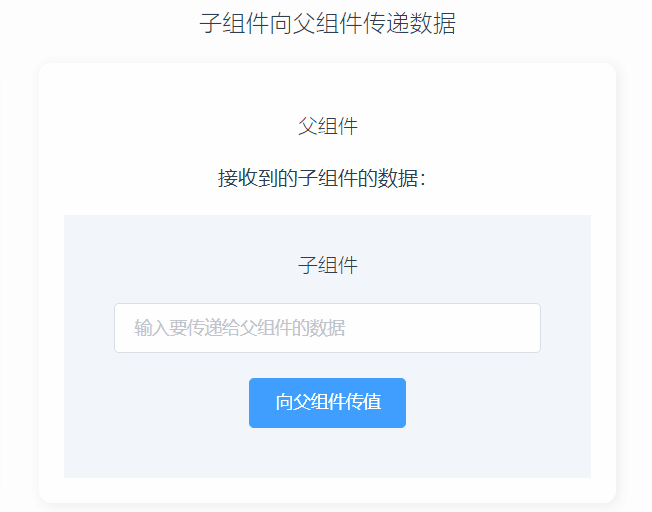 子组件向父组件传递数据
父组件
接收到的子组件的数据：
子组件
输入要传递给父组件的数据
向父组件传值